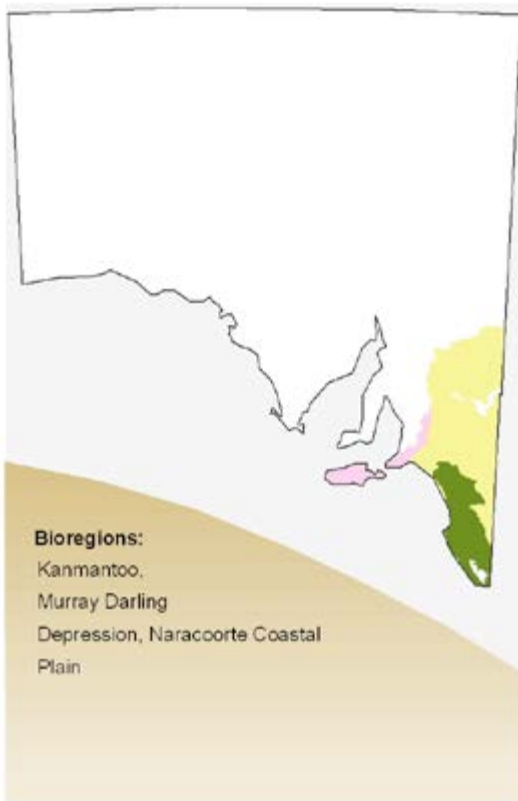 Bioregions:
Kanmantoo,
Murray Darling
Depression, Naracoorte Coastal
Plain